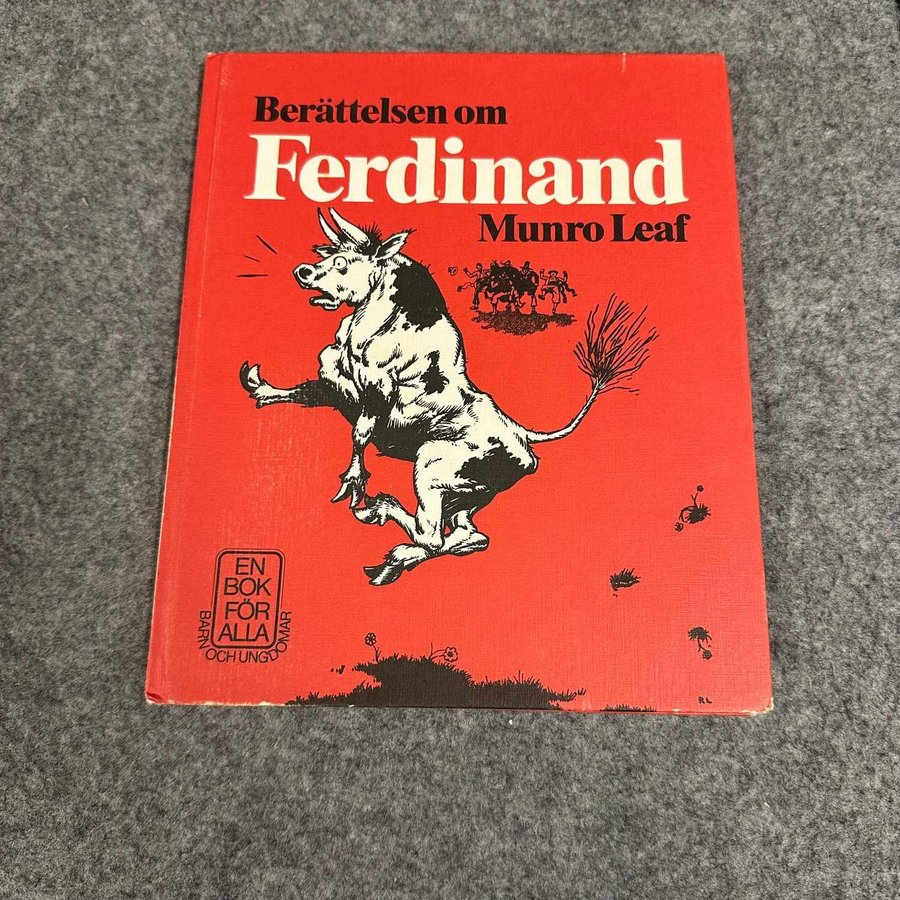 Berättelsen om
Ferdinand
Munro Leaf
EN
BOK
FÖR
ALLA
BARN OCH UNGDOMAR
RL